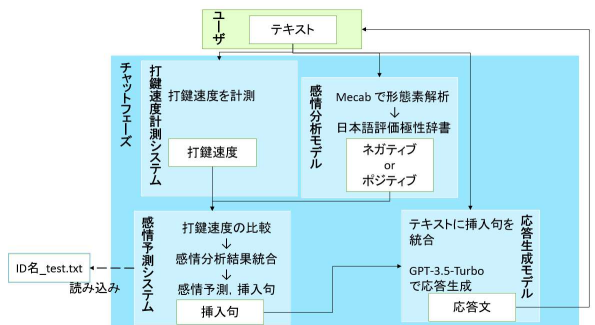 ユーザ
テキスト
チャットフェーズ
打鍵速度計測システム
打鍵速度を計測
打鍵速度
感情分析モデル
Mecabで形態素解析
↓
日本語評価極性辞書
ネガティブ
or
ポジティブ
感情予測システム
打鍵速度の比較
↓
感情分析結果統合
↓
感情予測，挿入句
挿入句
ID名_test.txt
読み込み
応答生成モデル
テキストに挿入句を
統合
GPT-3.5-Turbo
で応答生成
応答文